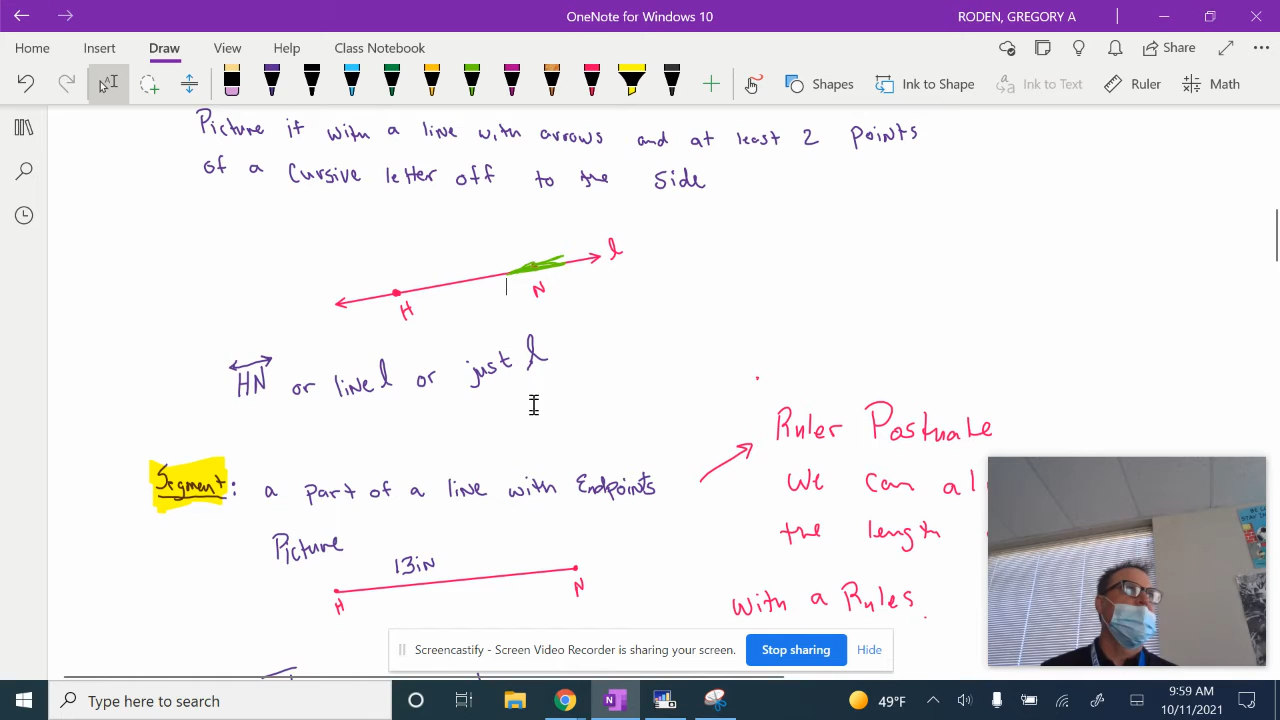 OneNote for Windows 10
RODEN, GREGORY A
Home Insert Draw View Help Class Notebook
Share
Shapes Ink to Shape Ink to Text Ruler Math
Picture it with a line with arrows and at least 2 points
of a Cursive letter off to the side
l
H
N
HN or line l or just l
Ruler Postulate
We can al
the length
with a Rules.
Segment: a part of a line with Endpoints
Picture
13in
H
N
Screencastify - Screen Video Recorder is sharing your screen.
Stop sharing
Hide
Type here to search
49°F
9:59 AM
10/11/2021